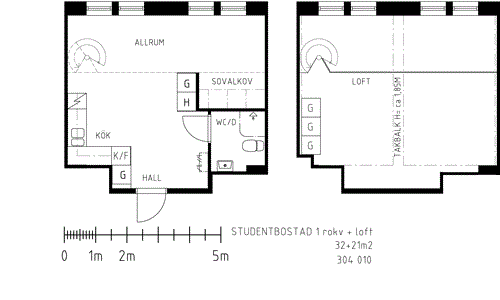 ALLRUM
G
SOVALKOV
H
WC/D
KÖK
K/F
G
HALL
LOFT
G
G
G
TAKBALK H= ca 1,85M
STUDENTBOSTAD 1 rokv + loft
32+21m2
304 010
0 1m 2m 5m